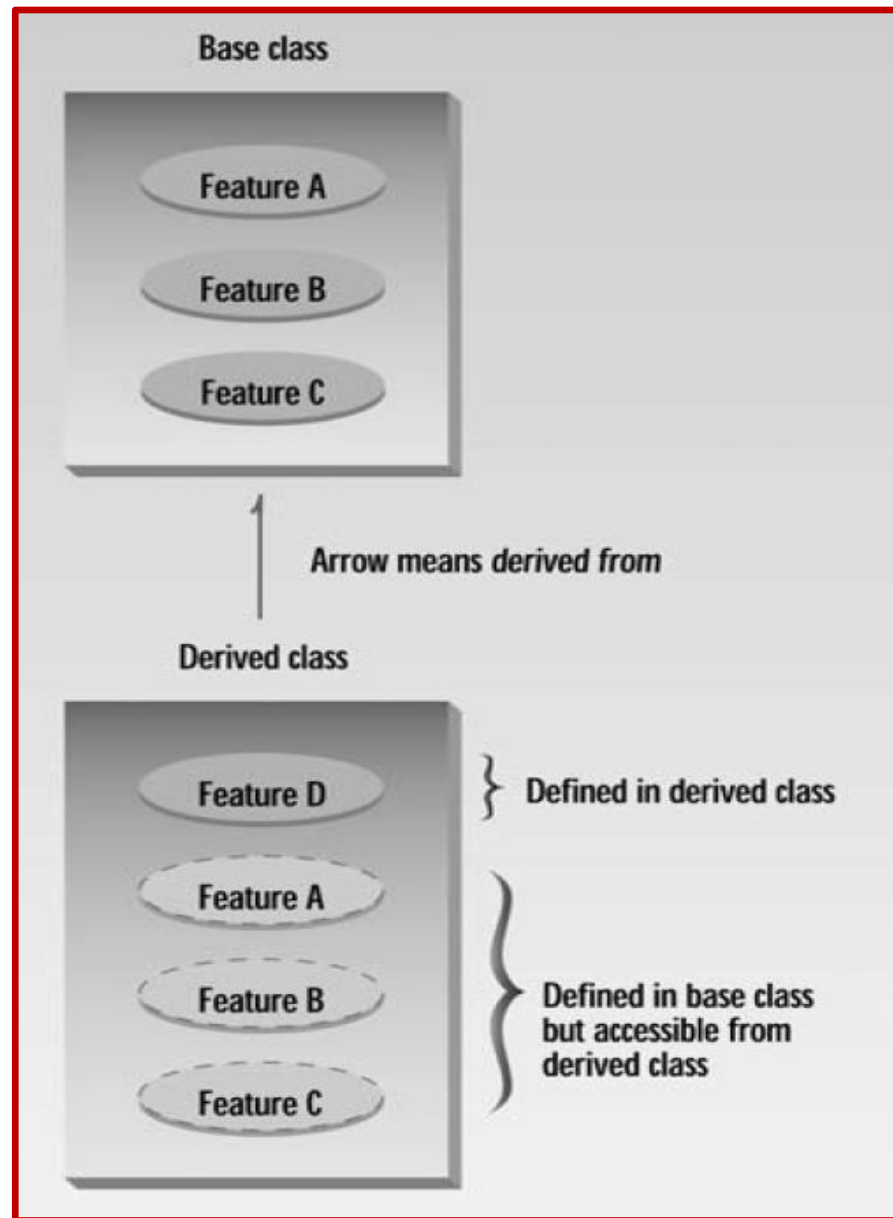 Base class
Feature A
Feature B
Feature C
Arrow means derived from
Derived class
Feature D
Defined in derived class
Feature A
Feature B
Defined in base class
but accessible from
derived class
Feature C